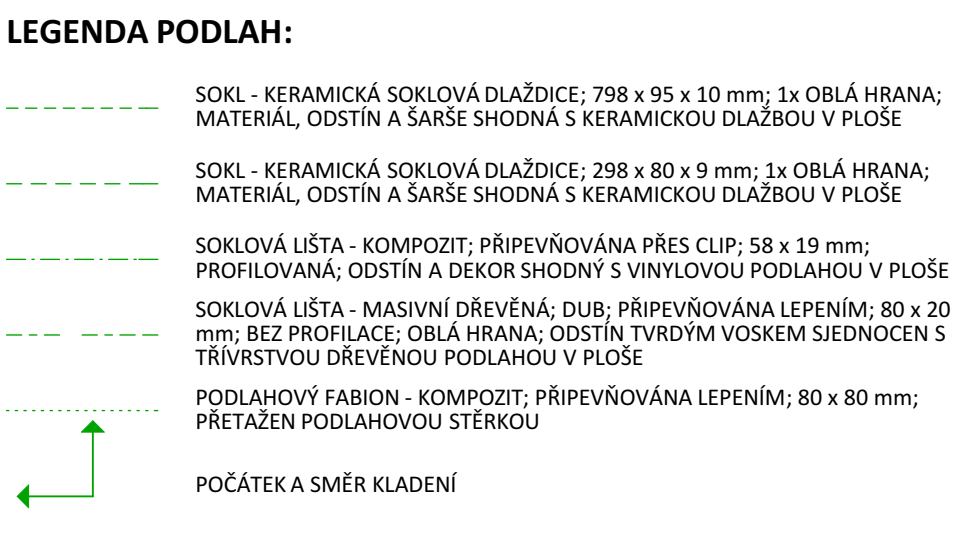 LEGENDA PODLAH:
SOKL - KERAMICKÁ SOKLOVÁ DLAŽDICE; 798 x 95 x 10 mm; 1x OBLÁ HRANA;
MATERIÁL, ODSTÍN A ŠARŠE SHODNÁ S KERAMICKOU DLAŽBOU V PLOŠE
SOKL - KERAMICKÁ SOKLOVÁ DLAŽDICE; 298 x 80 x 9 mm; 1x OBLÁ HRANA;
MATERIÁL, ODSTÍN A ŠARŠE SHODNÁ S KERAMICKOU DLAŽBOU V PLOŠE
SOKLOVÁ LIŠTA - KOMPOZIT; PŘIPEVŇOVÁNA PŘES CLIP; 58 x 19 mm;
PROFILOVANÁ; ODSTÍN A DEKOR SHODNÝ S VINYLOVOU PODLAHOU V PLOŠE
SOKLOVÁ LIŠTA - MASIVNÍ DŘEVĚNÁ; DUB; PŘIPEVŇOVÁNA LEPENÍM; 80 x 20
mm; BEZ PROFILACE; OBLÁ HRANA; ODSTÍN TVRDÝM VOSKEM SJEDNOCEN S
TŘÍVRSTVOU DŘEVĚNOU PODLAHOU V PLOŠE
PODLAHOVÝ FABION - KOMPOZIT; PŘIPEVŇOVÁNA LEPENÍM; 80 x 80 mm;
PŘETAŽEN PODLAHOVOU STĚRKOU
POČÁTEK A SMĚR KLADENÍ